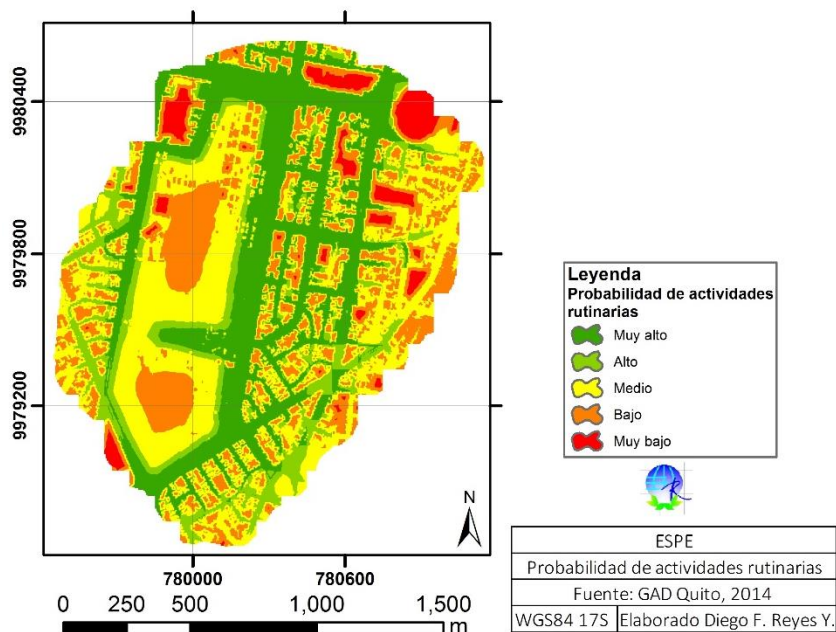 9980400
9979800
9979200
780000
780600
N
0 250 500 1,000 1,500
m
Leyenda
Probabilidad de actividades
rutinarias
Muy alto
Alto
Medio
Bajo
Muy bajo
ESPE
Probabilidad de actividades rutinarias
Fuente: GAD Quito, 2014
WGS84 17S Elaborado Diego F. Reyes Y.